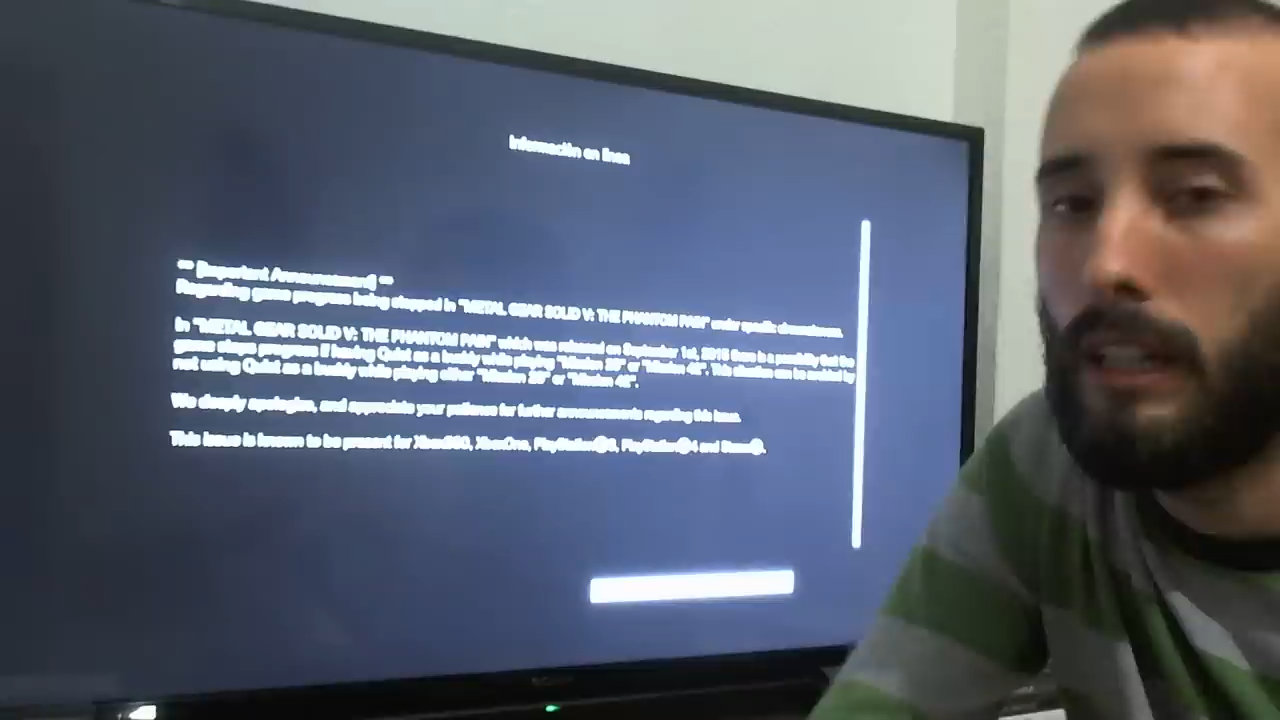 Información en línea
** [Important Announcement] **
Regarding game progress being stopped in "METAL GEAR SOLID V: THE PHANTOM PAIN" under specific circumstances.
In "METAL GEAR SOLID V: THE PHANTOM PAIN" which was released on September 1st, 2015 there is a possibility that the
game stops progress if having Quiet as a buddy while playing "Mission" or "Mission". This situation can be avoided by
not using Quiet as a buddy while playing either "Mission" or "Mission".
We deeply apologies, and appreciate your patience for further announcements regarding this issue.
This issue is known to be present for Xbox360, XboxOne, PlayStation®3, PlayStation®4 and Steam®.
SONY